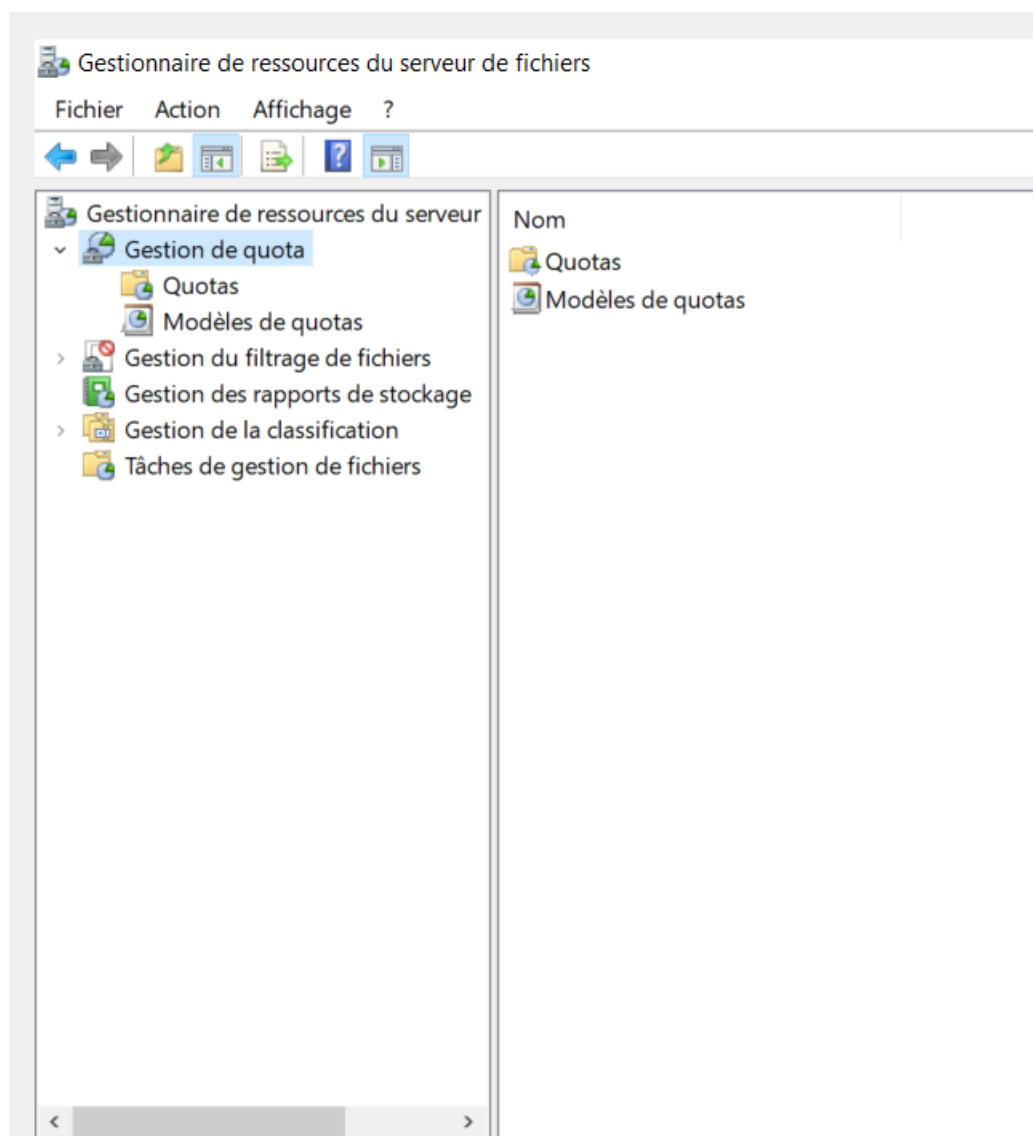 Gestionnaire de ressources du serveur de fichiers
Fichier Action Affichage ?
Gestionnaire de ressources du serveur
Gestion de quota
Quotas
Modèles de quotas
Gestion du filtrage de fichiers
Gestion des rapports de stockage
Gestion de la classification
Tâches de gestion de fichiers
Nom
Quotas
Modèles de quotas